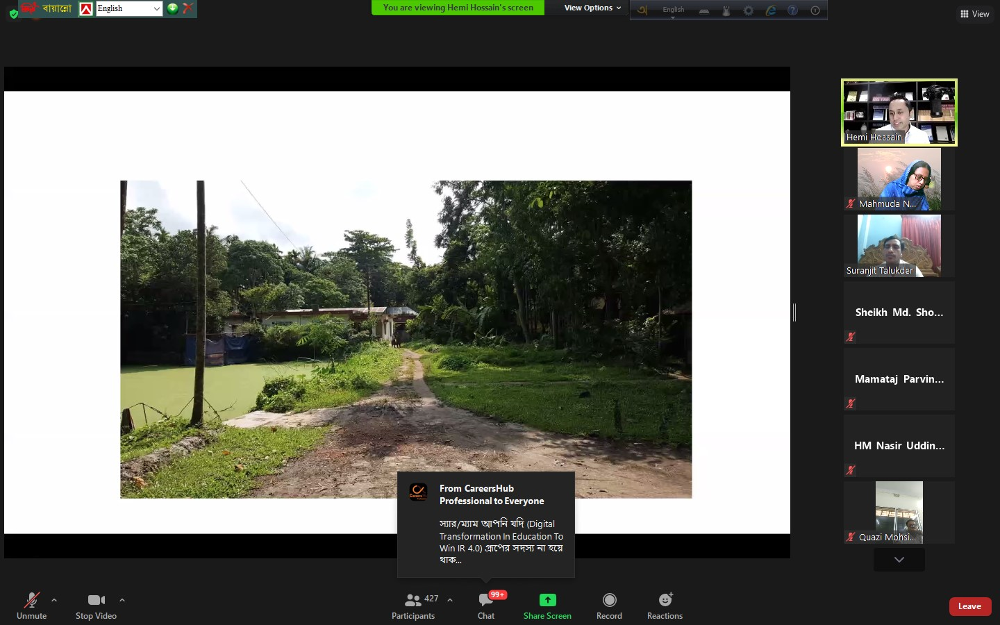 বায়ান্নো
English
You are viewing Hemi Hossain's screen
View Options
অ
English
View
Hemi Hossain
Mahmuda N...
Suranjit Talukder
Sheikh Md. Sho...
Mamataj Parvin...
HM Nasir Uddin...
Quazi Mohsi...
From CareersHub
Professional to Everyone
স্যার/ম্যাম আপনি যদি (Digital
Transformation In Education To
Win IR 4.0) গ্রূপের সদস্য না হয়ে
থাক...
Unmute
Stop Video
427
Participants
99+
Chat
Share Screen
Record
Reactions
Leave